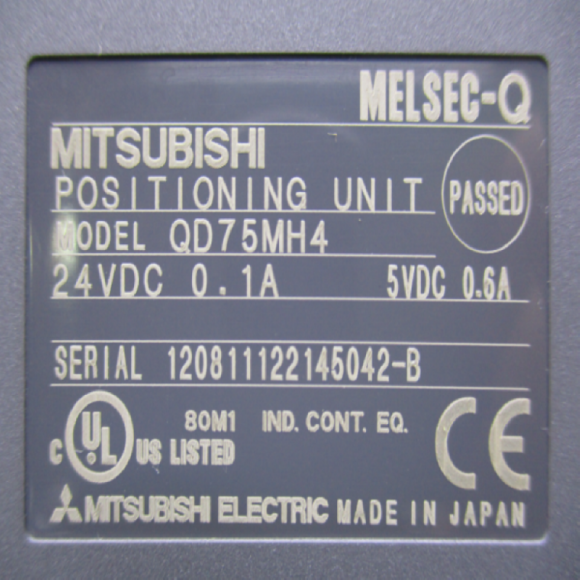 MELSEC-Q
MITSUBISHI
POSITIONING UNIT
PASSED
MODEL QD75MH4
24VDC 0.1A 5VDC 0.6A
SERIAL 120811122145042-B
80M1 IND. CONT. EQ.
C UL US LISTED CE
MITSUBISHI ELECTRIC MADE IN JAPAN